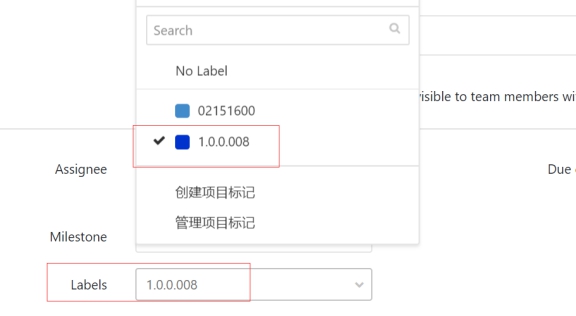 Search
No Label
02151600
visible to team members wi
1.0.0.008
Assignee
Due
创建项目标记
管理项目标记
Milestone
Labels
1.0.0.008